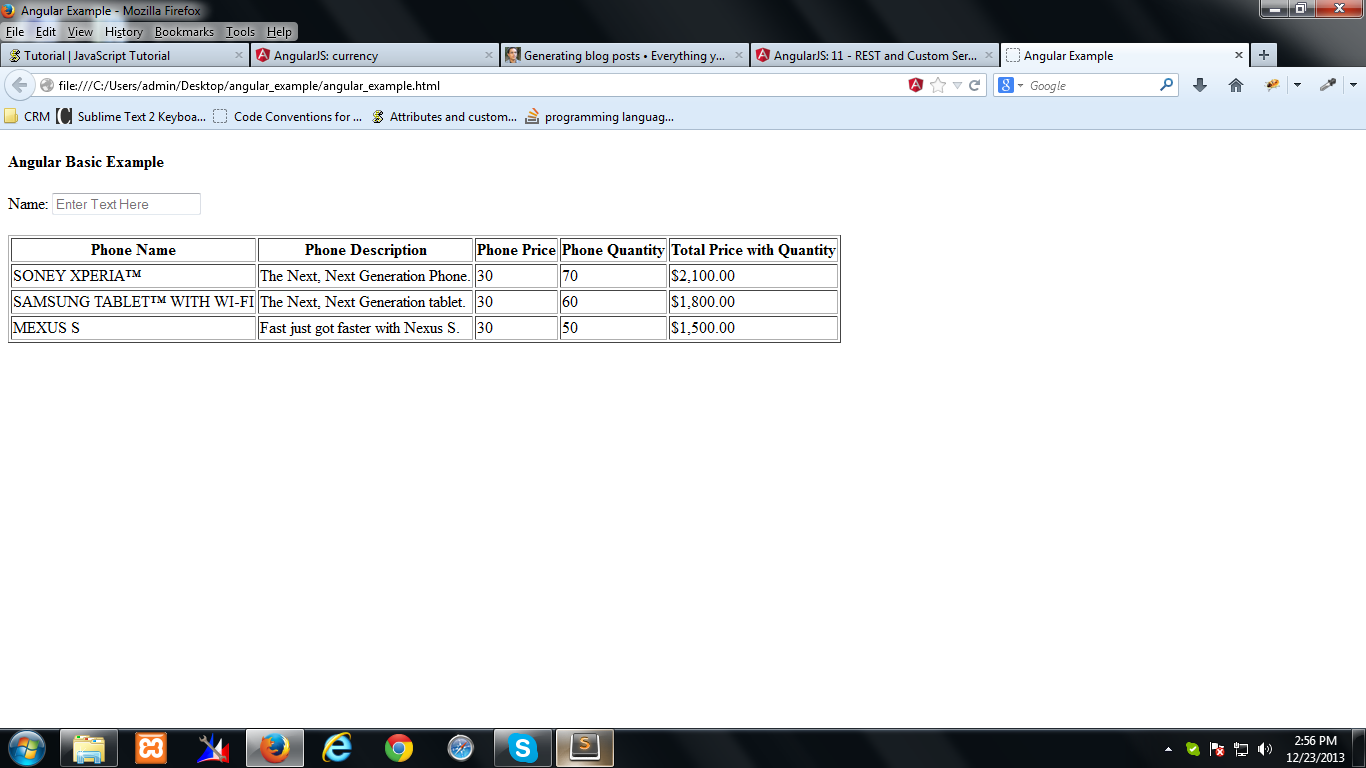 Angular Example - Mozilla Firefox
File Edit View History Bookmarks Tools Help
Tutorial | JavaScript Tutorial AngularJS: currency Generating blog posts • Everything y... AngularJS: 11 - REST and Custom Ser... Angular Example
file:///C:/Users/admin/Desktop/angular_example/angular_example.html Google
CRM Sublime Text 2 Keyboa... Code Conventions for ... Attributes and custom... programming languag...
Angular Basic Example
Name: Enter Text Here
Phone Name Phone Description Phone Price Phone Quantity Total Price with Quantity
SONEY XPERIA™ The Next, Next Generation Phone. 30 70 $2,100.00
SAMSUNG TABLET™ WITH WI-FI The Next, Next Generation tablet. 30 60 $1,800.00
MEXUS S Fast just got faster with Nexus S. 30 50 $1,500.00
2:56 PM
12/23/2013